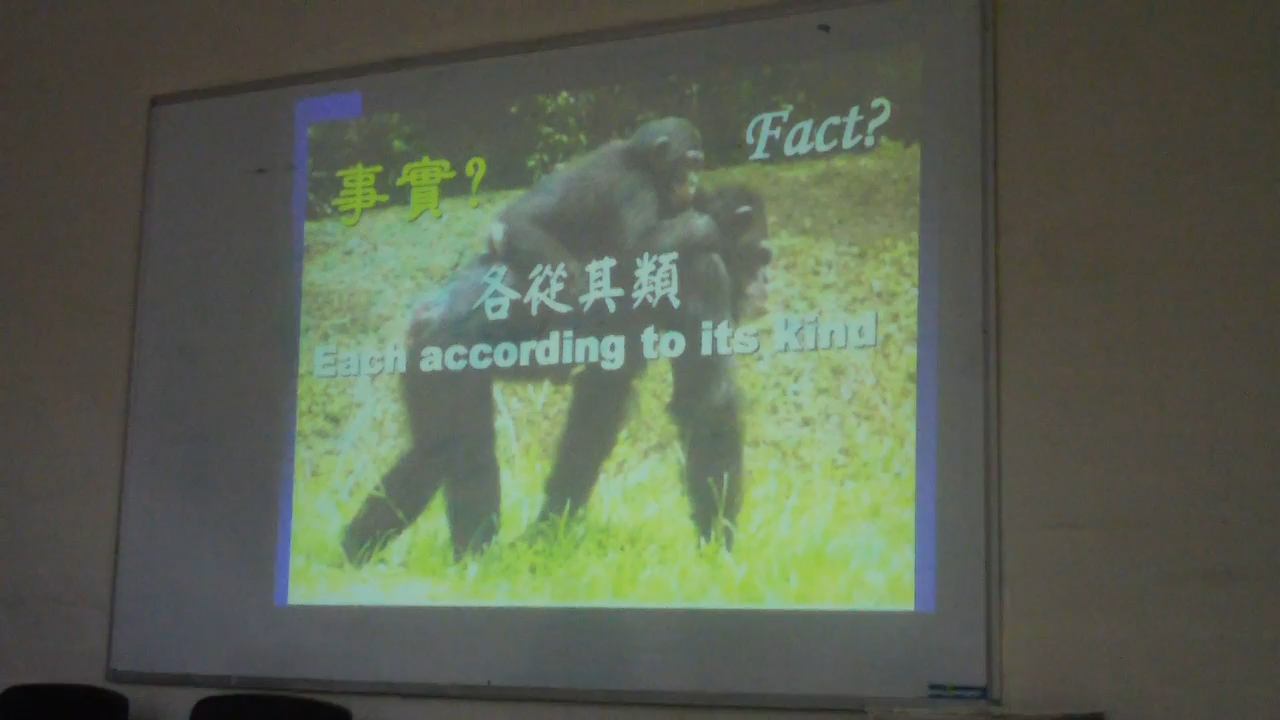 Fact?
事實?
各從其類
Each according to its kind